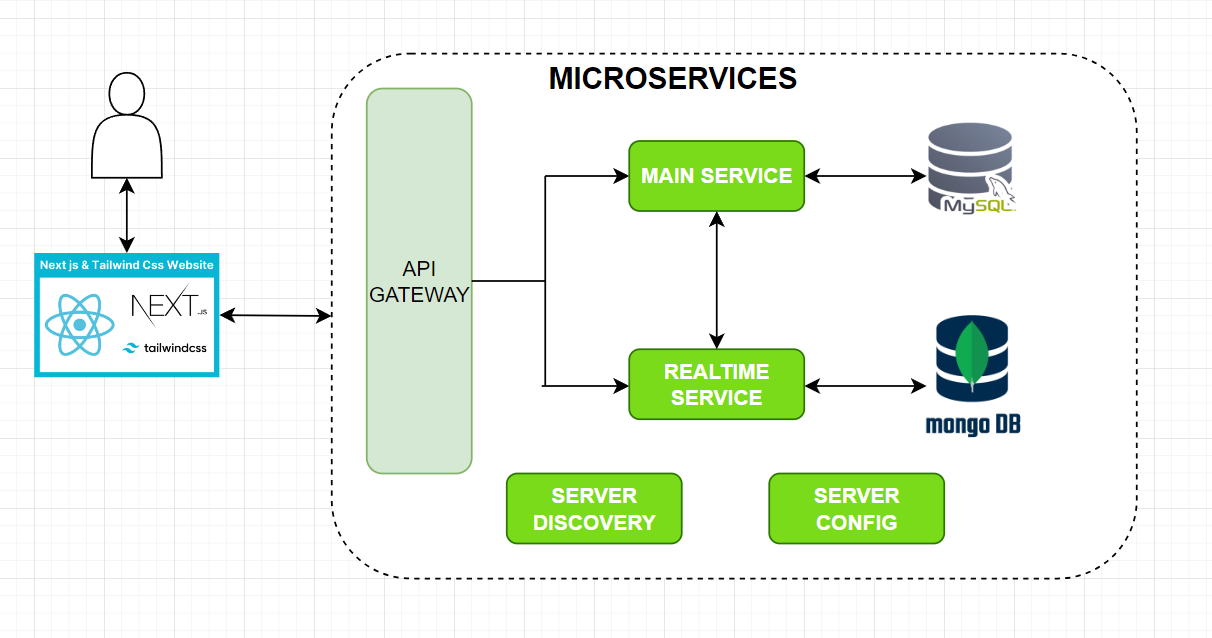 MICROSERVICES
Next js & Tailwind Css Website
NEXT.JS
tailwindcss
API
GATEWAY
MAIN SERVICE
MySQL
REALTIME
SERVICE
mongo DB
SERVER
DISCOVERY
SERVER
CONFIG